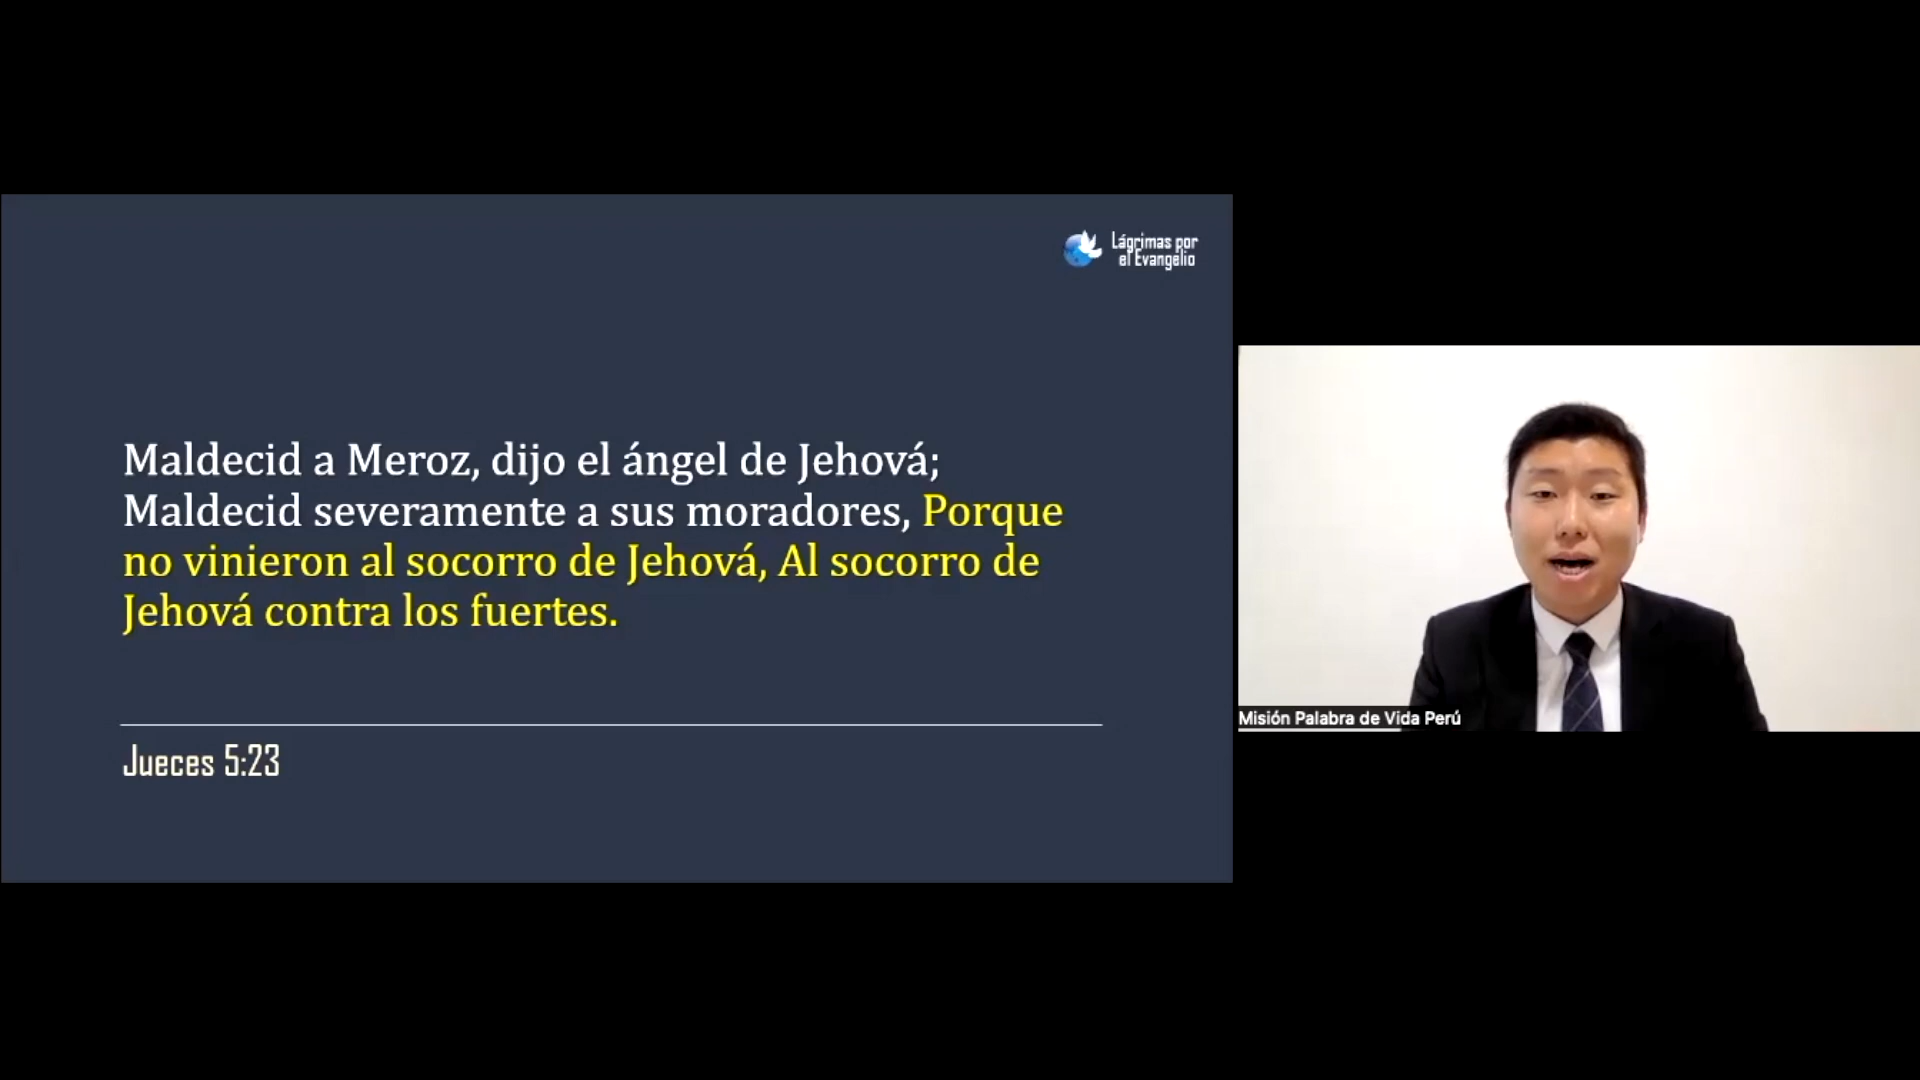 Lágrimas por
el Evangelio
Maldecid a Meroz, dijo el ángel de Jehová;
Maldecid severamente a sus moradores, Porque
no vinieron al socorro de Jehová, Al socorro de
Jehová contra los fuertes.
Jueces 5:23
Misión Palabra de Vida Perú